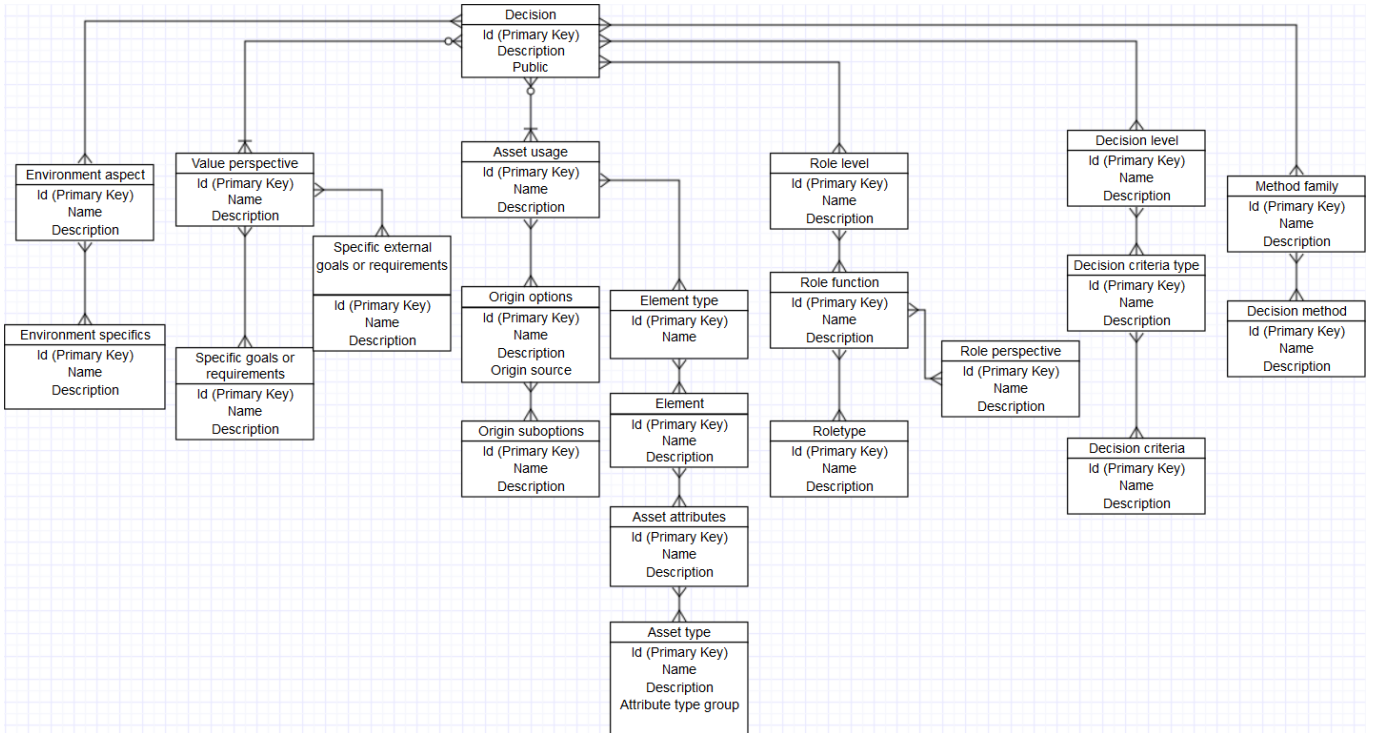 Decision
Id (Primary Key)
Description
Public
Environment aspect
Id (Primary Key)
Name
Description
Environment specifics
Id (Primary Key)
Name
Description
Value perspective
Id (Primary Key)
Name
Description
Specific external
goals or requirements
Id (Primary Key)
Name
Description
Specific goals or
requirements
Id (Primary Key)
Name
Description
Asset usage
Id (Primary Key)
Name
Description
Origin options
Id (Primary Key)
Name
Description
Origin source
Origin suboptions
Id (Primary Key)
Name
Description
Element type
Id (Primary Key)
Name
Element
Id (Primary Key)
Name
Description
Asset attributes
Id (Primary Key)
Name
Description
Asset type
Id (Primary Key)
Name
Description
Attribute type group
Role level
Id (Primary Key)
Name
Description
Role function
Id (Primary Key)
Name
Description
Role perspective
Id (Primary Key)
Name
Description
Roletype
Id (Primary Key)
Name
Description
Decision level
Id (Primary Key)
Name
Description
Decision criteria type
Id (Primary Key)
Name
Description
Decision criteria
Id (Primary Key)
Name
Description
Method family
Id (Primary Key)
Name
Description
Decision method
Id (Primary Key)
Name
Description